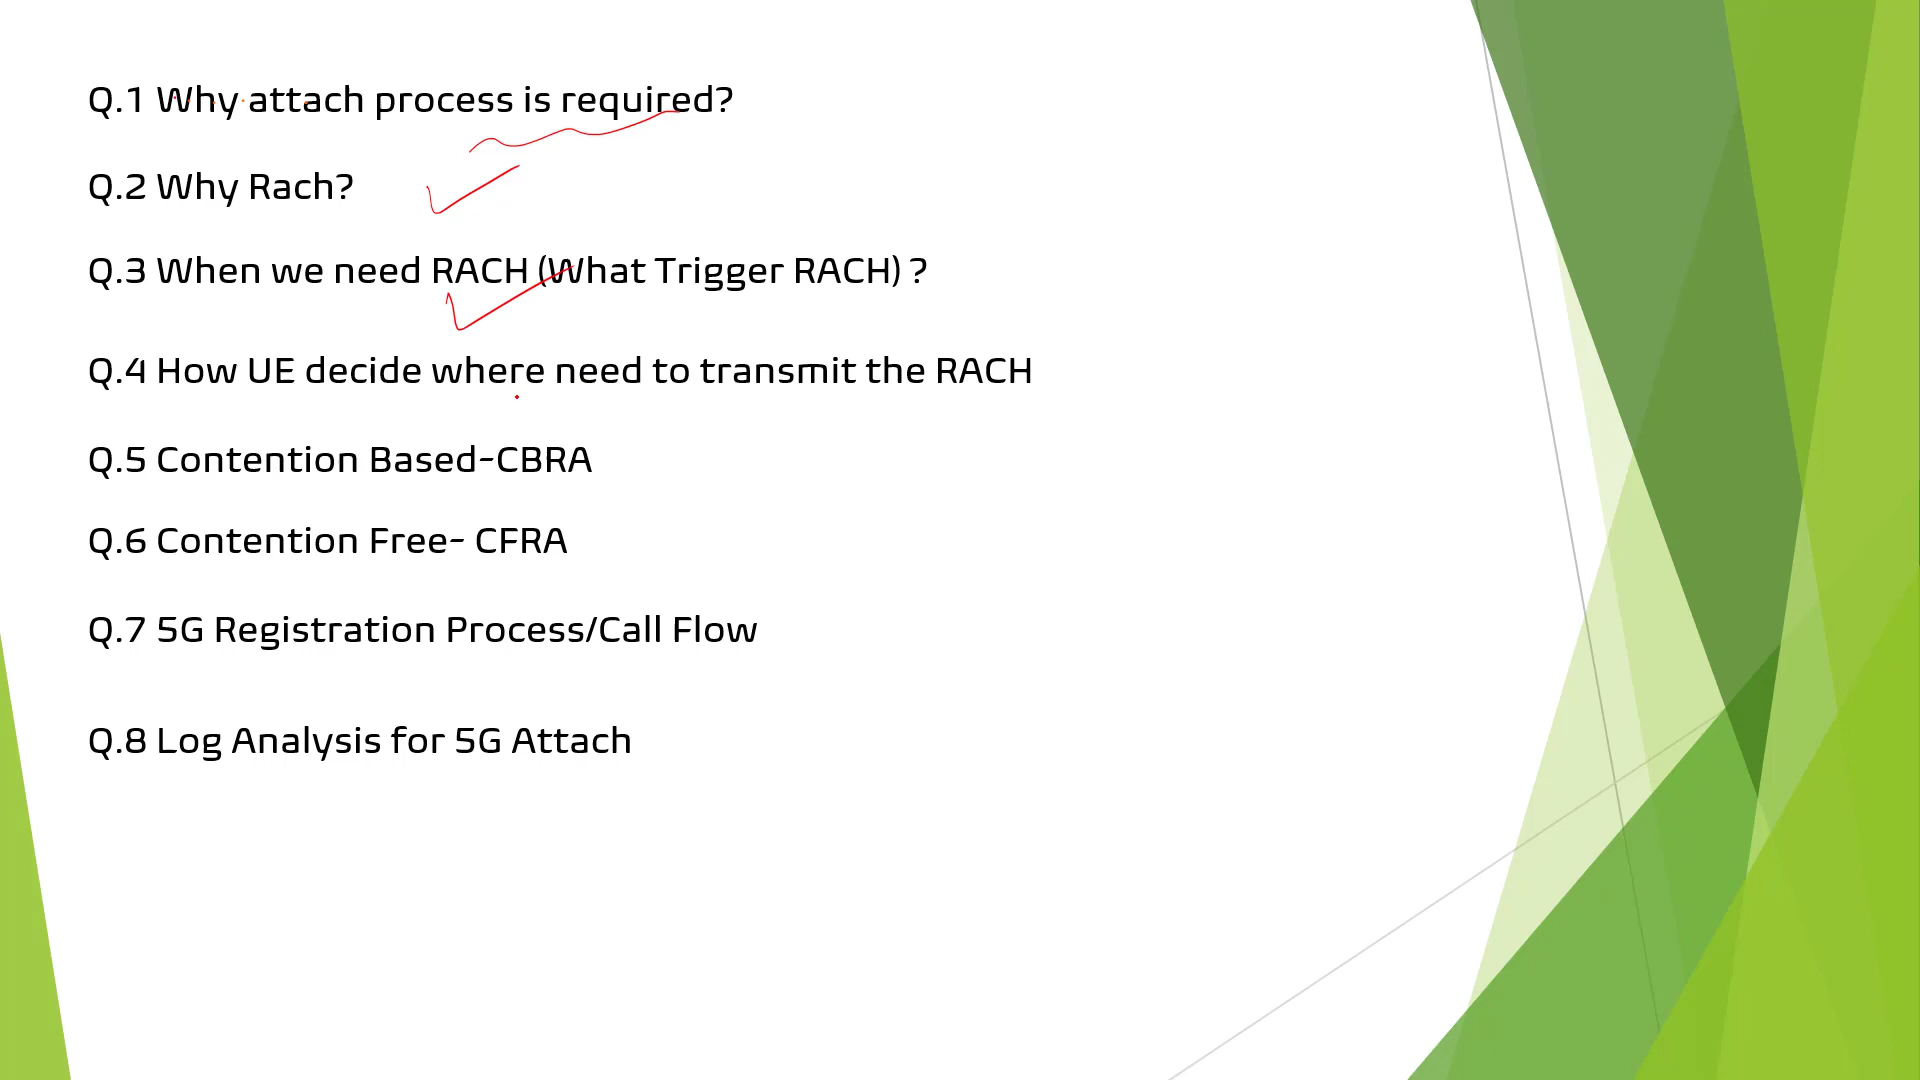 Q.1 Why attach process is required?
Q.2 Why Rach?
Q.3 When we need RACH (What Trigger RACH) ?
Q.4 How UE decide where need to transmit the RACH
Q.5 Contention Based-CBRA
Q.6 Contention Free- CFRA
Q.7 5G Registration Process/Call Flow
Q.8 Log Analysis for 5G Attach